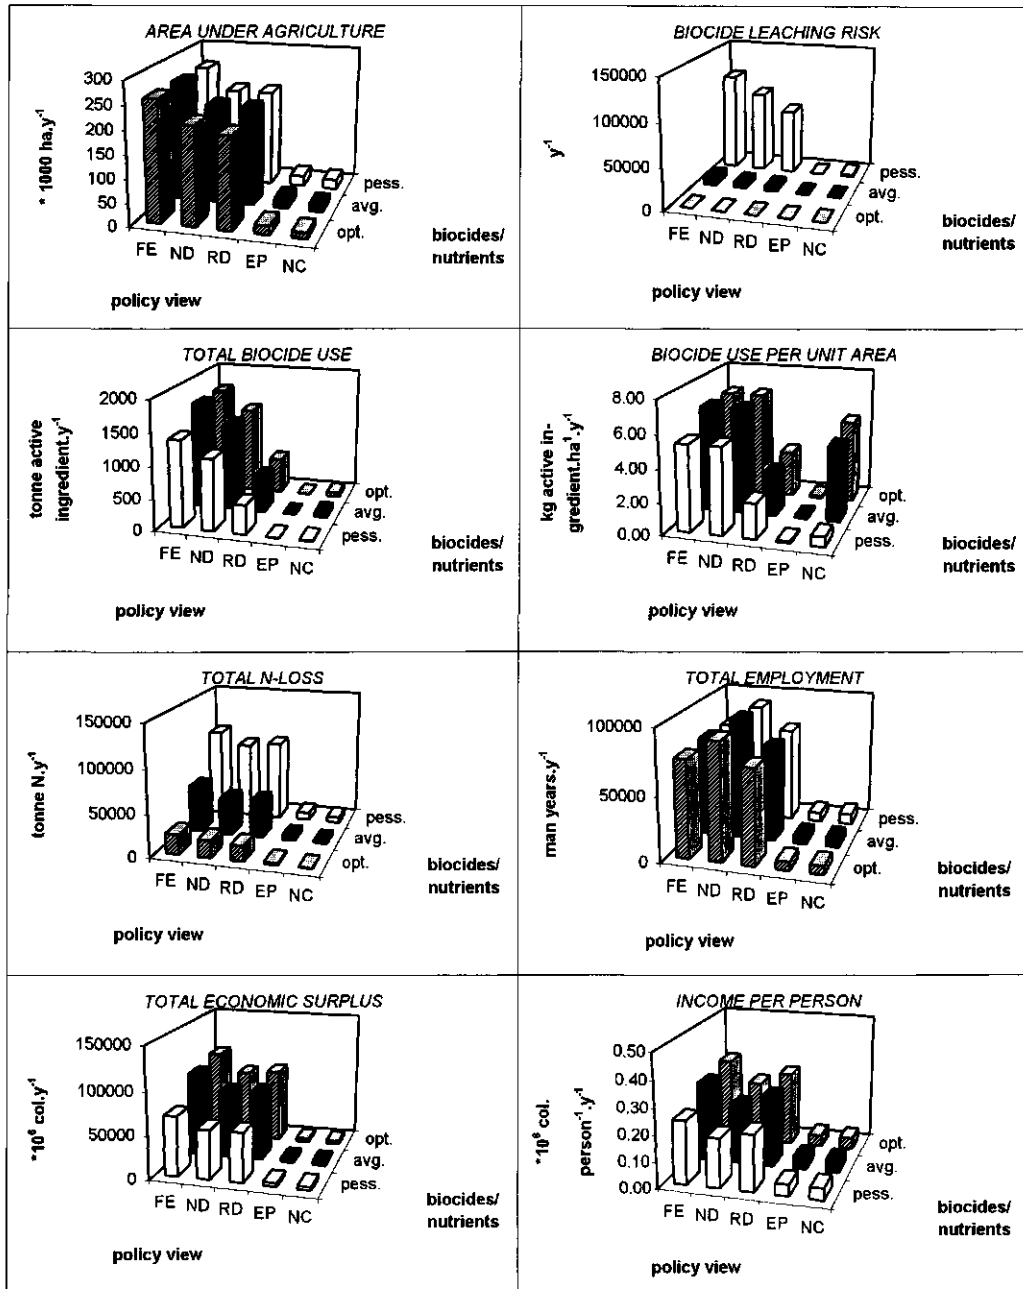 AREA UNDER AGRICULTURE
* 1000 ha.y⁻¹
300
250
200
150
100
50
0
FE ND RD EP NC
pess.
avg.
opt.
biocides/
nutrients
policy view
BIOCIDE LEACHING RISK
y⁻¹
150000
100000
50000
0
FE ND RD EP NC
pess.
avg.
opt.
biocides/
nutrients
policy view
TOTAL BIOCIDE USE
tonne active
ingredient.y⁻¹
2000
1500
1000
500
0
FE ND RD EP NC
opt.
avg.
pess.
biocides/
nutrients
policy view
BIOCIDE USE PER UNIT AREA
kg active in-
gredient.ha¹.y⁻¹
8.00
6.00
4.00
2.00
0.00
FE ND RD EP NC
opt.
avg.
pess.
biocides/
nutrients
policy view
TOTAL N-LOSS
tonne N.y⁻¹
150000
100000
50000
0
FE ND RD EP NC
pess.
avg.
opt.
biocides/
nutrients
policy view
TOTAL EMPLOYMENT
man years.y⁻¹
100000
50000
0
FE ND RD EP NC
pess.
avg.
opt.
biocides/
nutrients
policy view
TOTAL ECONOMIC SURPLUS
*10⁶ col.y⁻¹
150000
100000
50000
0
FE ND RD EP NC
opt.
avg.
pess.
biocides/
nutrients
policy view
INCOME PER PERSON
*10⁶ col.
person⁻¹.y⁻¹
0.50
0.40
0.30
0.20
0.10
0.00
FE ND RD EP NC
opt.
avg.
pess.
biocides/
nutrients
policy view